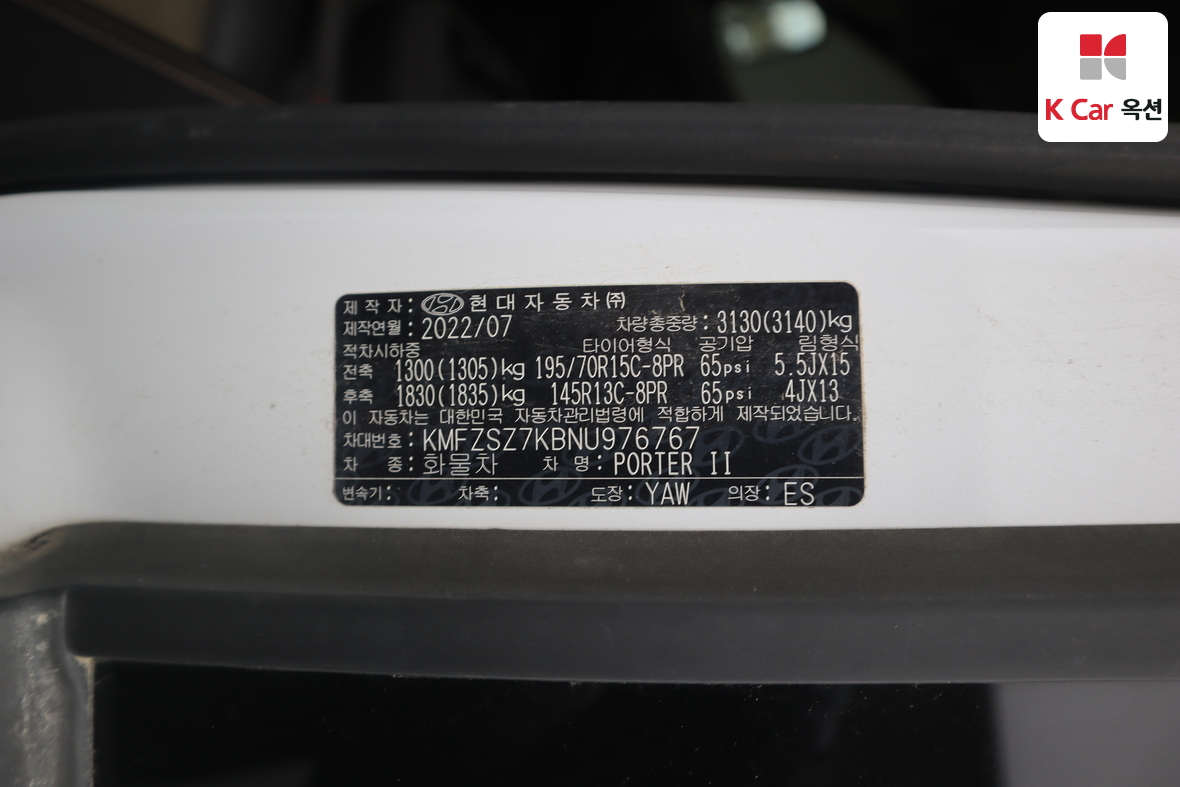 K Car 옥션
제 작 자 : 현 대 자 동 차 ㈜
제작연월 : 2022/07 차량총중량 : 3130(3140)kg
적차시하중 타이어형식 공기압 림형식
전축 1300(1305)kg 195/70R15C-8PR 65psi 5.5JX15
후축 1830(1835)kg 145R13C-8PR 65psi 4JX13
이 자동차는 대한민국 자동차관리법령에 적합하게 제작되었습니다.
차대번호 : KMFZSZ7KBNU976767
차 종 : 화물차 차 명 : PORTER II
변속기 : 차축 : 도장 : YAW 의장 : ES